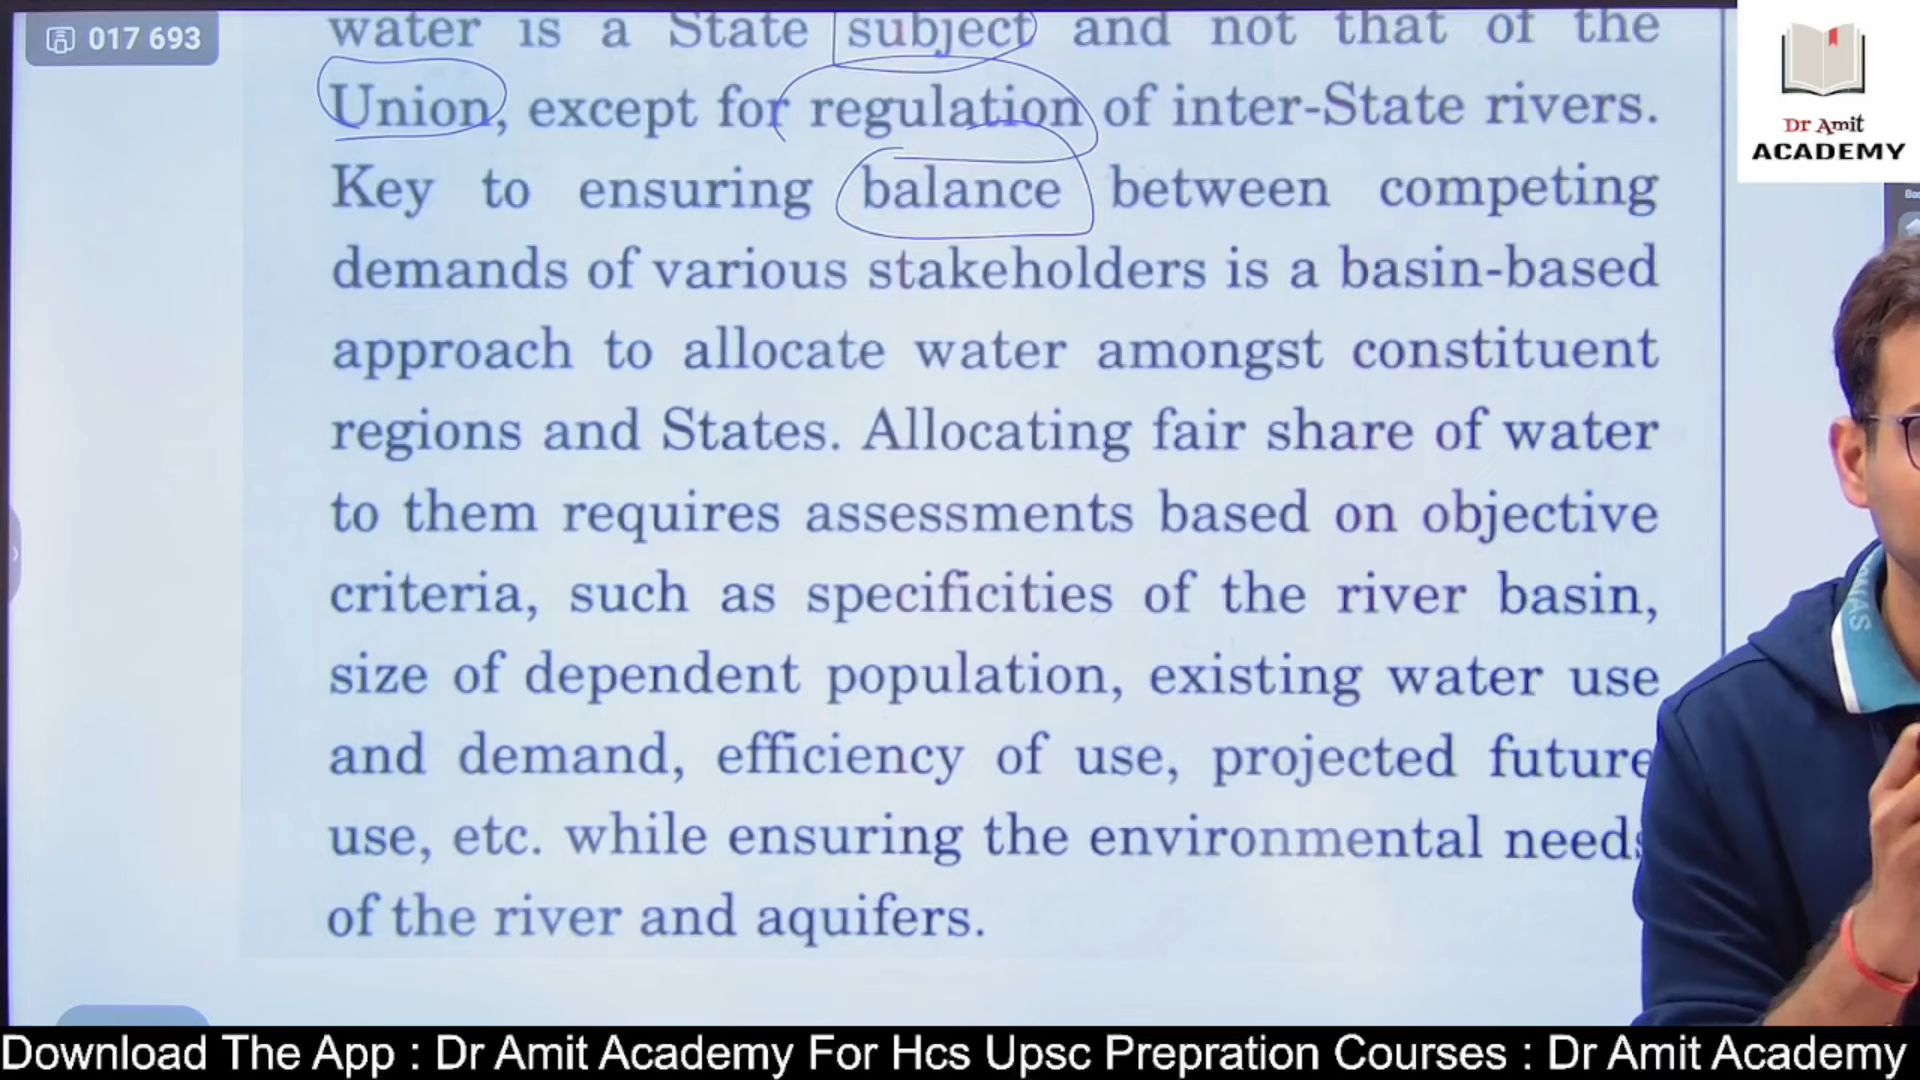 017 693
water is a State subject and not that of the
Union, except for regulation of inter-State rivers.
Key to ensuring balance between competing
demands of various stakeholders is a basin-based
approach to allocate water amongst constituent
regions and States. Allocating fair share of water
to them requires assessments based on objective
criteria, such as specificities of the river basin,
size of dependent population, existing water use
and demand, efficiency of use, projected future
use, etc. while ensuring the environmental needs
of the river and aquifers.
Dr Amit
ACADEMY
Download The App : Dr Amit Academy For Hcs Upsc Prepration Courses : Dr Amit Academy